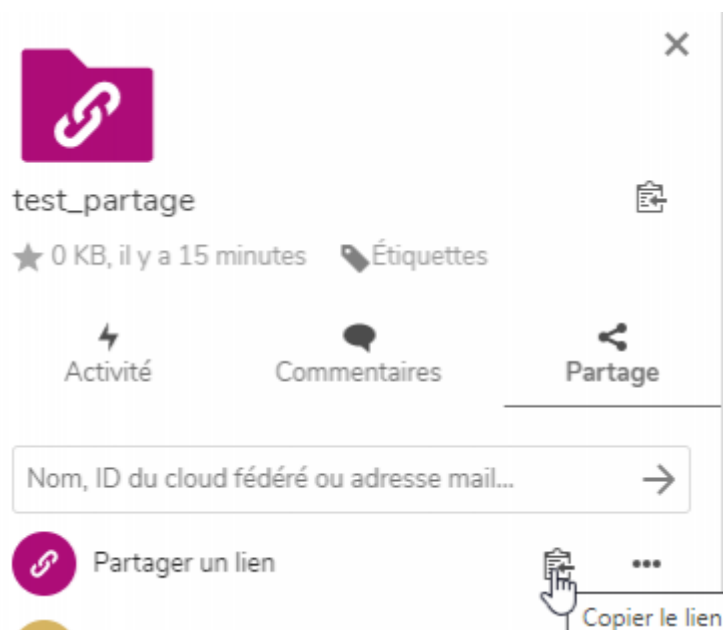 test_partage
0 KB, il y a 15 minutes Étiquettes
Activité Commentaires Partage
Nom, ID du cloud fédéré ou adresse mail...
Partager un lien
Copier le lien